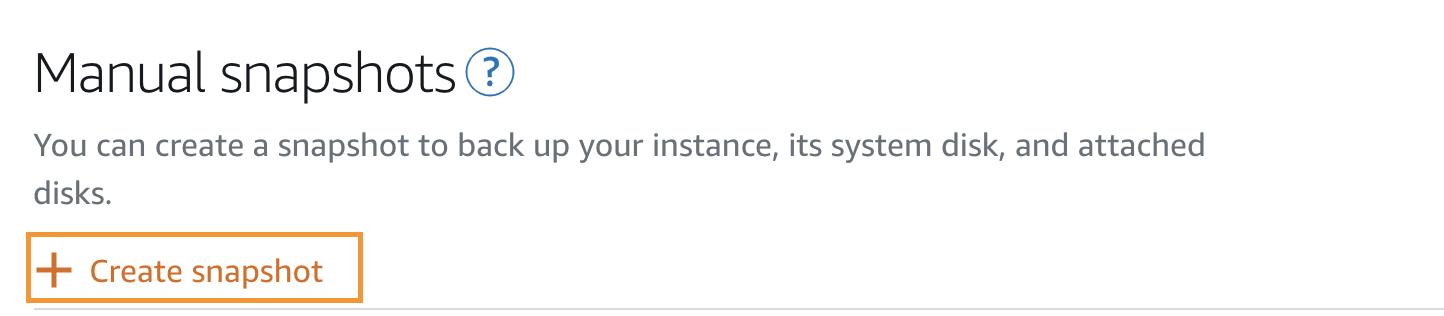 Manual snapshots ?
You can create a snapshot to back up your instance, its system disk, and attached
disks.
+ Create snapshot